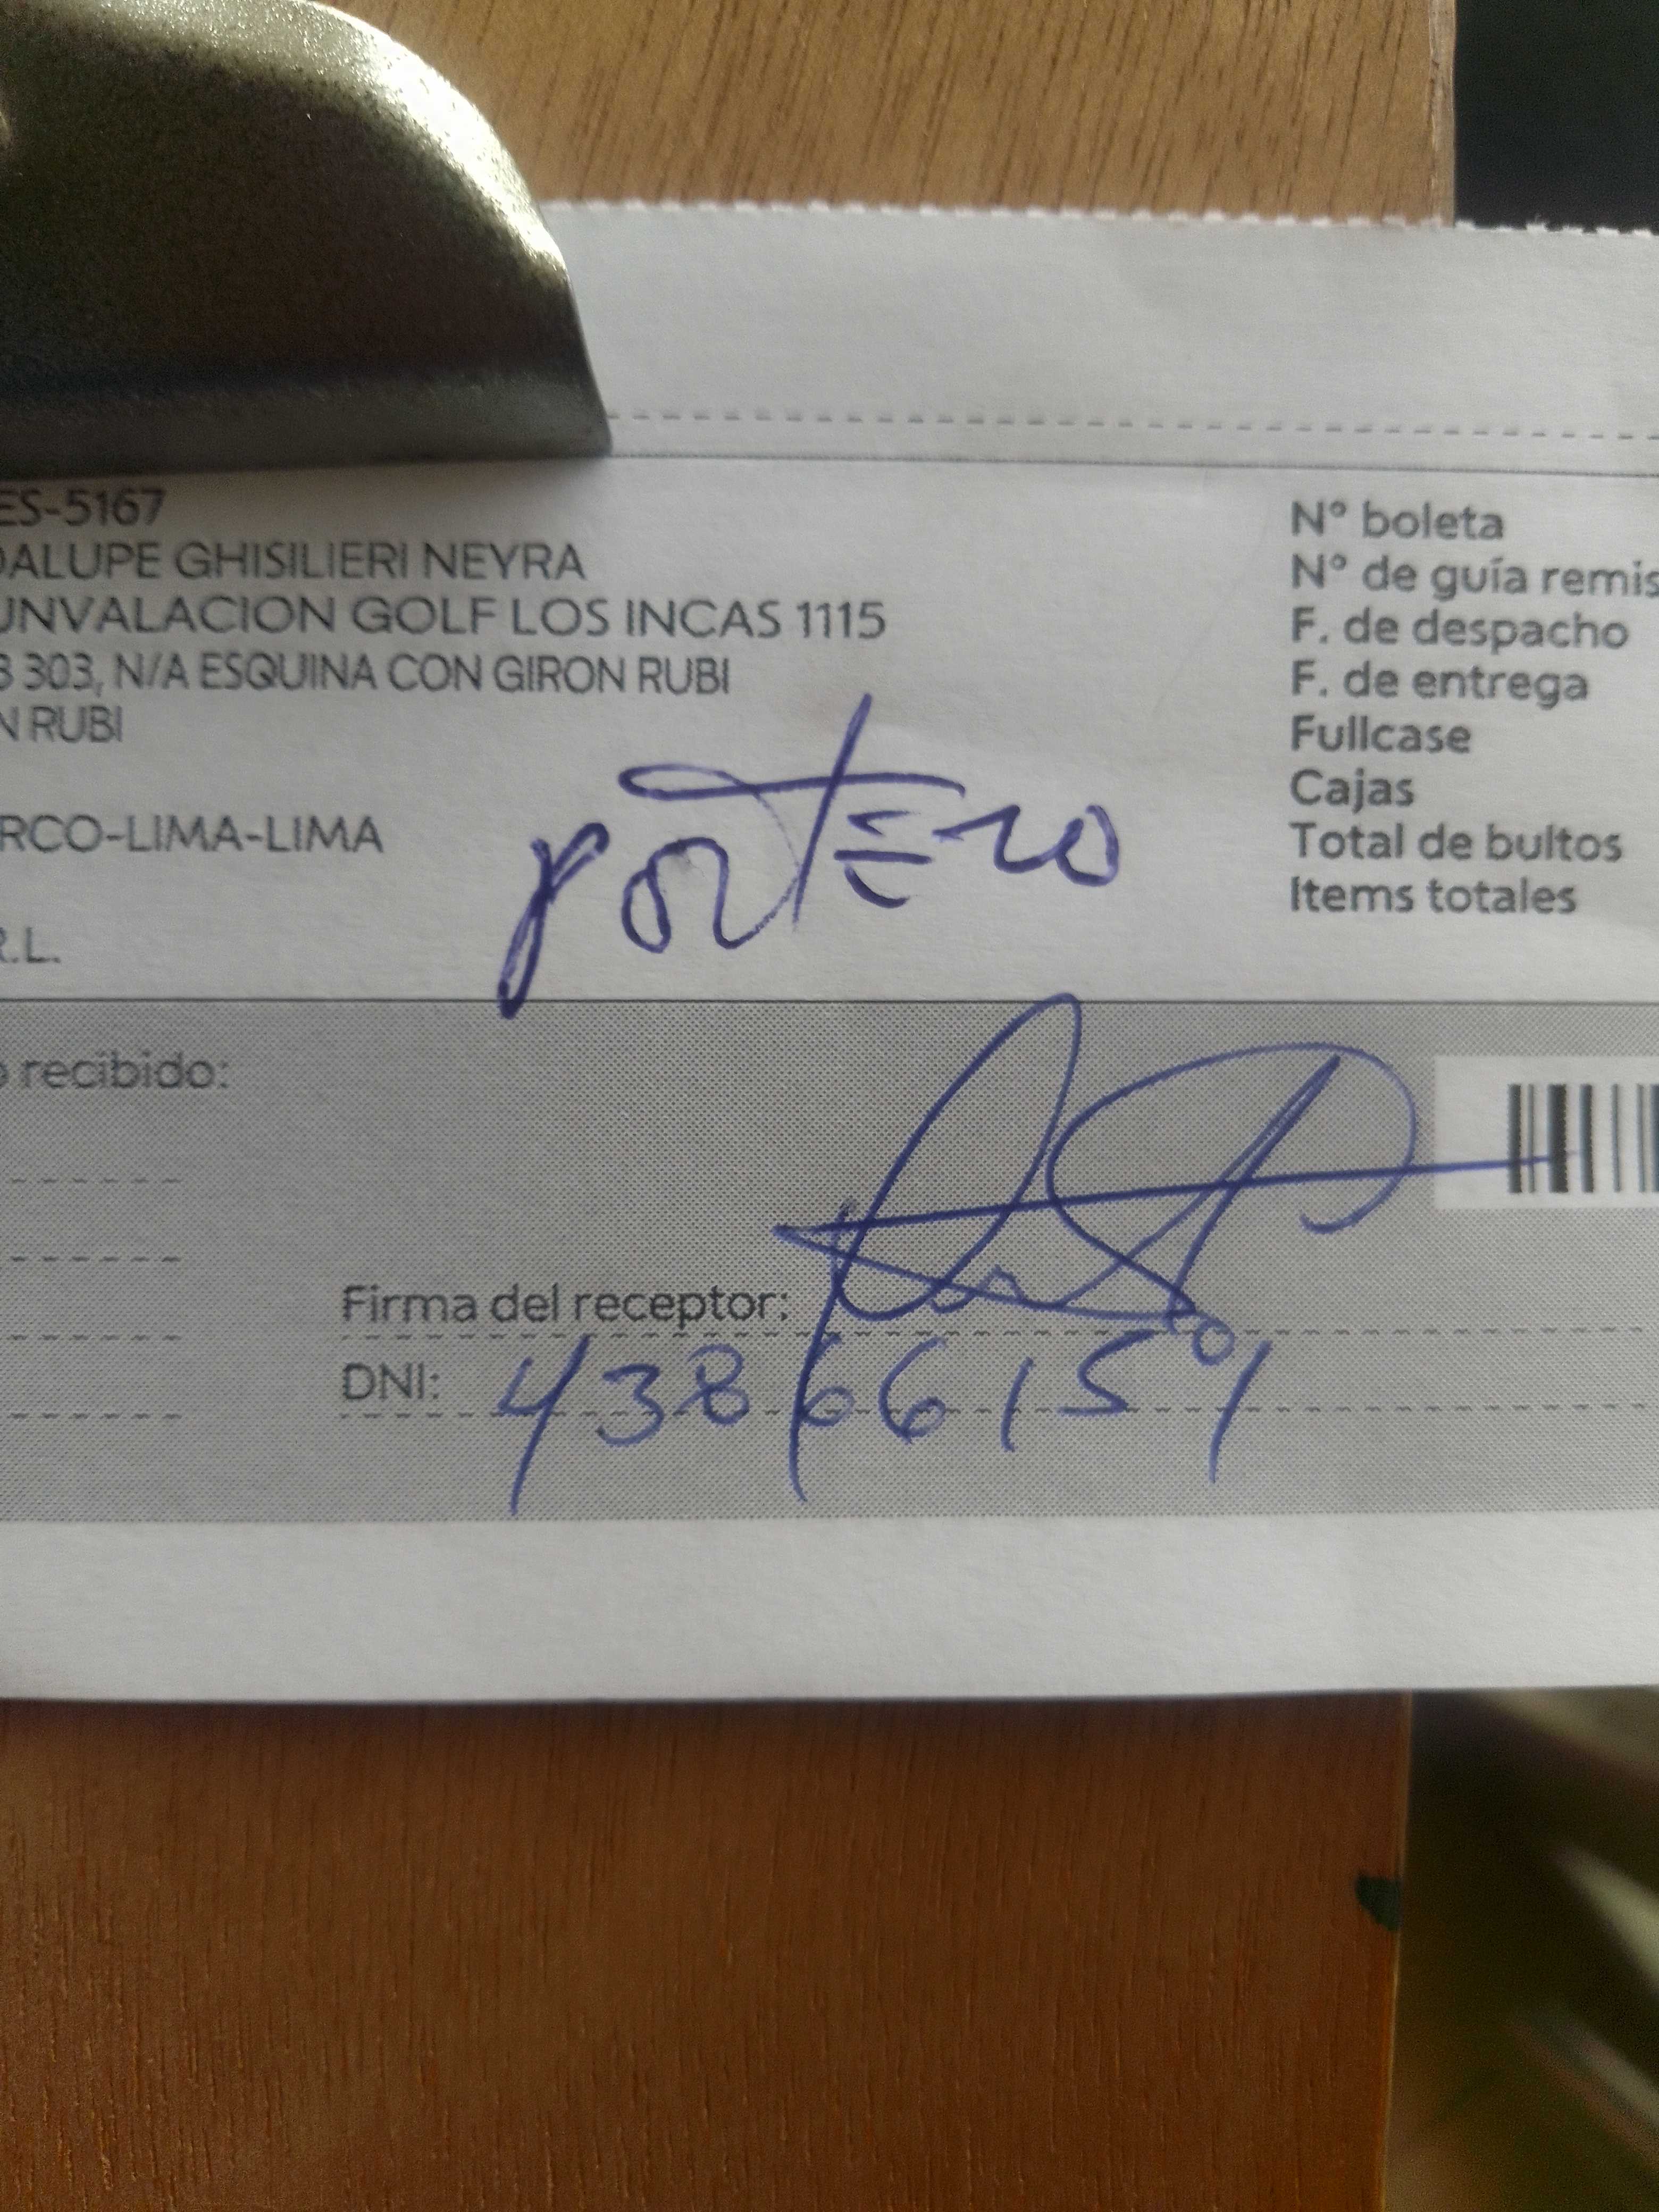 ES-5167
DALUPE GHISILIERI NEYRA
UNVALACION GOLF LOS INCAS 1115
B 303, N/A ESQUINA CON GIRON RUBI
N RUBI
RCO-LIMA-LIMA
R.L.
portero
N° boleta
N° de guía remis
F. de despacho
F. de entrega
Fullcase
Cajas
Total de bultos
Items totales
o recibido:
Firma del receptor:
DNI: 43866159